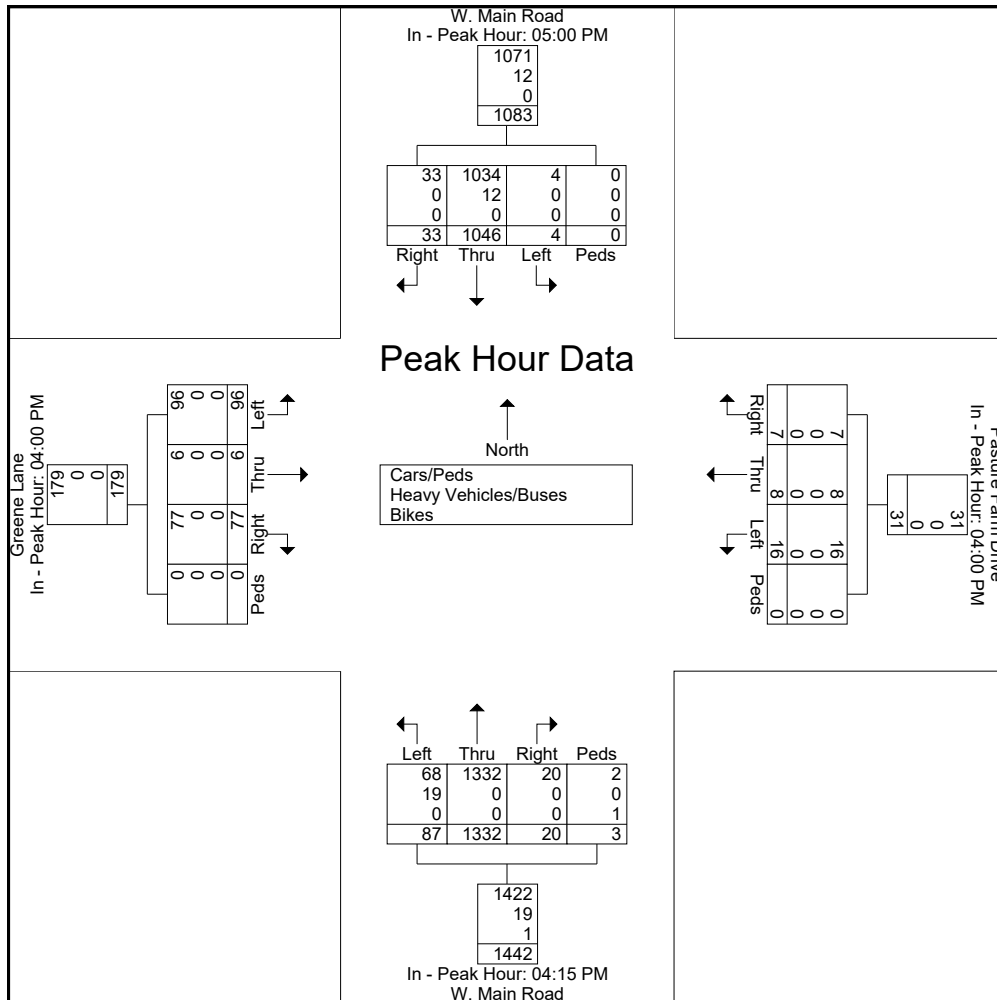 W. Main Road
In - Peak Hour: 05:00 PM
1071
12
0
1083
33 1034 4 0
0 12 0 0
0 0 0 0
33 1046 4 0
Right Thru Left Peds
Peak Hour Data
North
Cars/Peds
Heavy Vehicles/Buses
Bikes
Greene Lane
In - Peak Hour: 04:00 PM
179
0
0
179
96 0 0 96
6 0 0 6
77 0 0 77
0 0 0 0
Left Thru Right Peds
Pasture Farm Drive
In - Peak Hour: 04:00 PM
31
0
0
31
7 0 0 7
8 0 0 8
16 0 0 16
0 0 0 0
Right Thru Left Peds
Left Thru Right Peds
68 1332 20 2
19 0 0 0
0 0 0 1
87 1332 20 3
1422
19
1
1442
In - Peak Hour: 04:15 PM
W. Main Road